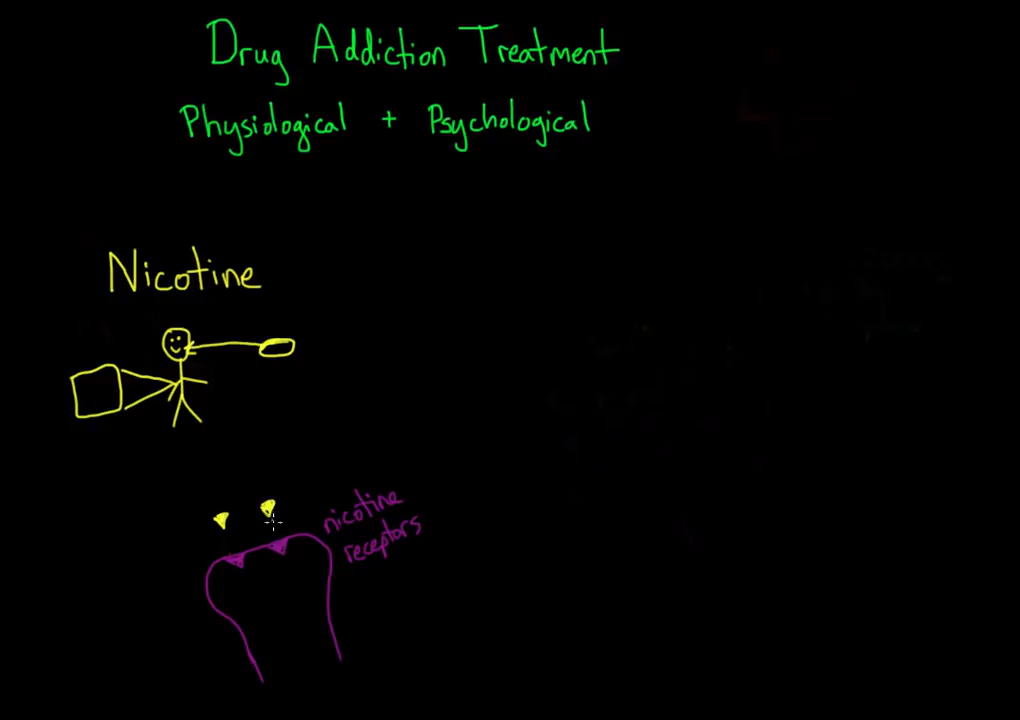 Drug Addiction Treatment
Physiological + Psychological
Nicotine
nicotine
receptors